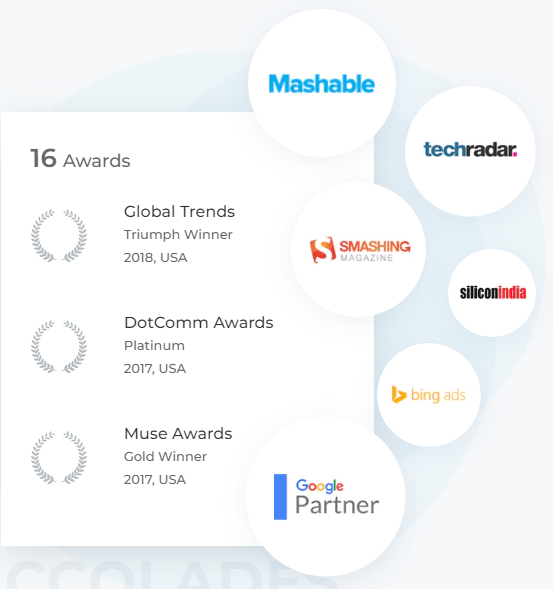 Mashable
techradar.
16 Awards
Global Trends
Triumph Winner
2018, USA
SMASHING
MAGAZINE
siliconindia
DotComm Awards
Platinum
2017, USA
bing ads
Muse Awards
Gold Winner
2017, USA
Google
Partner
CCOLADES